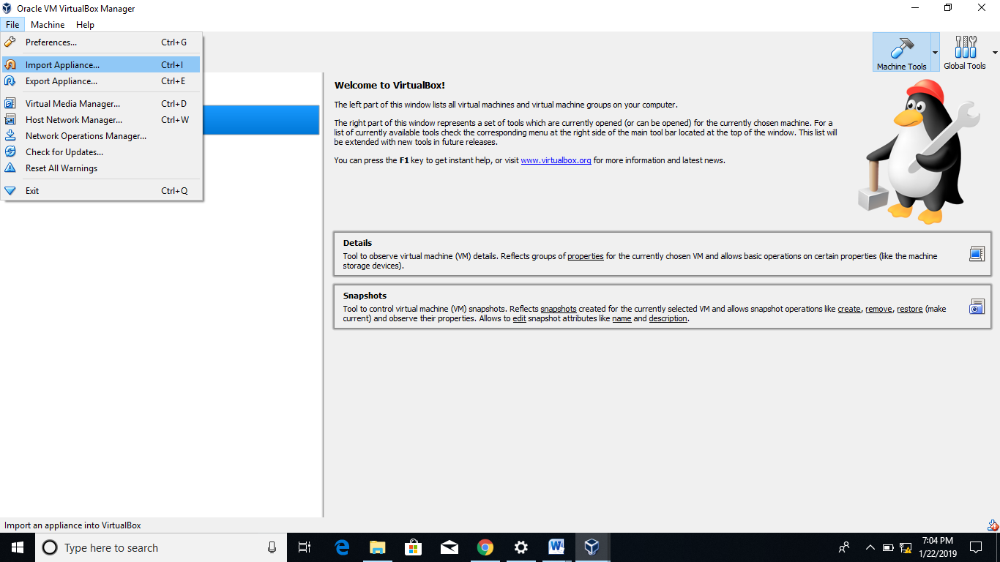 Oracle VM VirtualBox Manager
File Machine Help
Preferences... Ctrl+G
Import Appliance... Ctrl+I
Export Appliance... Ctrl+E
Virtual Media Manager... Ctrl+D
Host Network Manager... Ctrl+W
Network Operations Manager...
Check for Updates...
Reset All Warnings
Exit Ctrl+Q
Machine Tools Global Tools
Welcome to VirtualBox!
The left part of this window lists all virtual machines and virtual machine groups on your computer.
The right part of this window represents a set of tools which are currently opened (or can be opened) for the currently chosen machine. For a
list of currently available tools check the corresponding menu at the right side of the main tool bar located at the top of the window. This list will
be extended with new tools in future releases.
You can press the F1 key to get instant help, or visit www.virtualbox.org for more information and latest news.
Details
Tool to observe virtual machine (VM) details. Reflects groups of properties for the currently chosen VM and allows basic operations on certain properties (like the machine
storage devices).
Snapshots
Tool to control virtual machine (VM) snapshots. Reflects snapshots created for the currently selected VM and allows snapshot operations like create, remove, restore (make
current) and observe their properties. Allows to edit snapshot attributes like name and description.
Import an appliance into VirtualBox
Type here to search
7:04 PM
1/22/2019